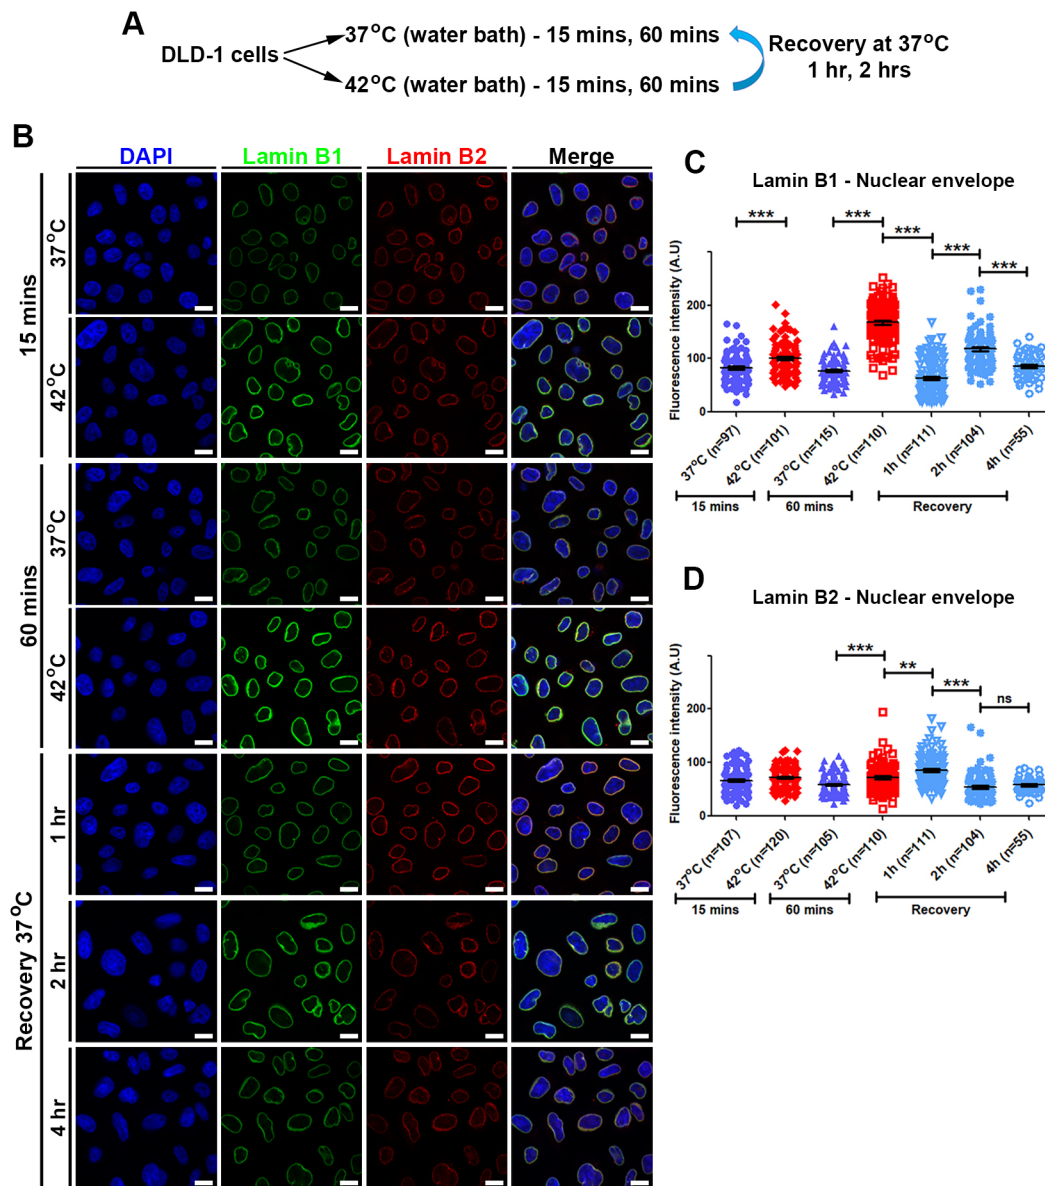 A
DLD-1 cells
37°C (water bath) - 15 mins, 60 mins
42°C (water bath) - 15 mins, 60 mins
Recovery at 37°C
1 hr, 2 hrs
B
DAPI
Lamin B1
Lamin B2
Merge
15 mins
37°C
42°C
60 mins
37°C
42°C
Recovery 37°C
1 hr
2 hr
4 hr
C
Lamin B1 - Nuclear envelope
***
***
***
***
***
Fluorescence intensity (A.U)
200
100
0
37°C (n=97)
42°C (n=101)
37°C (n=115)
42°C (n=110)
1h (n=111)
2h (n=104)
4h (n=55)
15 mins
60 mins
Recovery
D
Lamin B2 - Nuclear envelope
***
**
***
ns
Fluorescence intensity (A.U)
200
100
0
37°C (n=107)
42°C (n=120)
37°C (n=105)
42°C (n=110)
1h (n=111)
2h (n=104)
4h (n=55)
15 mins
60 mins
Recovery